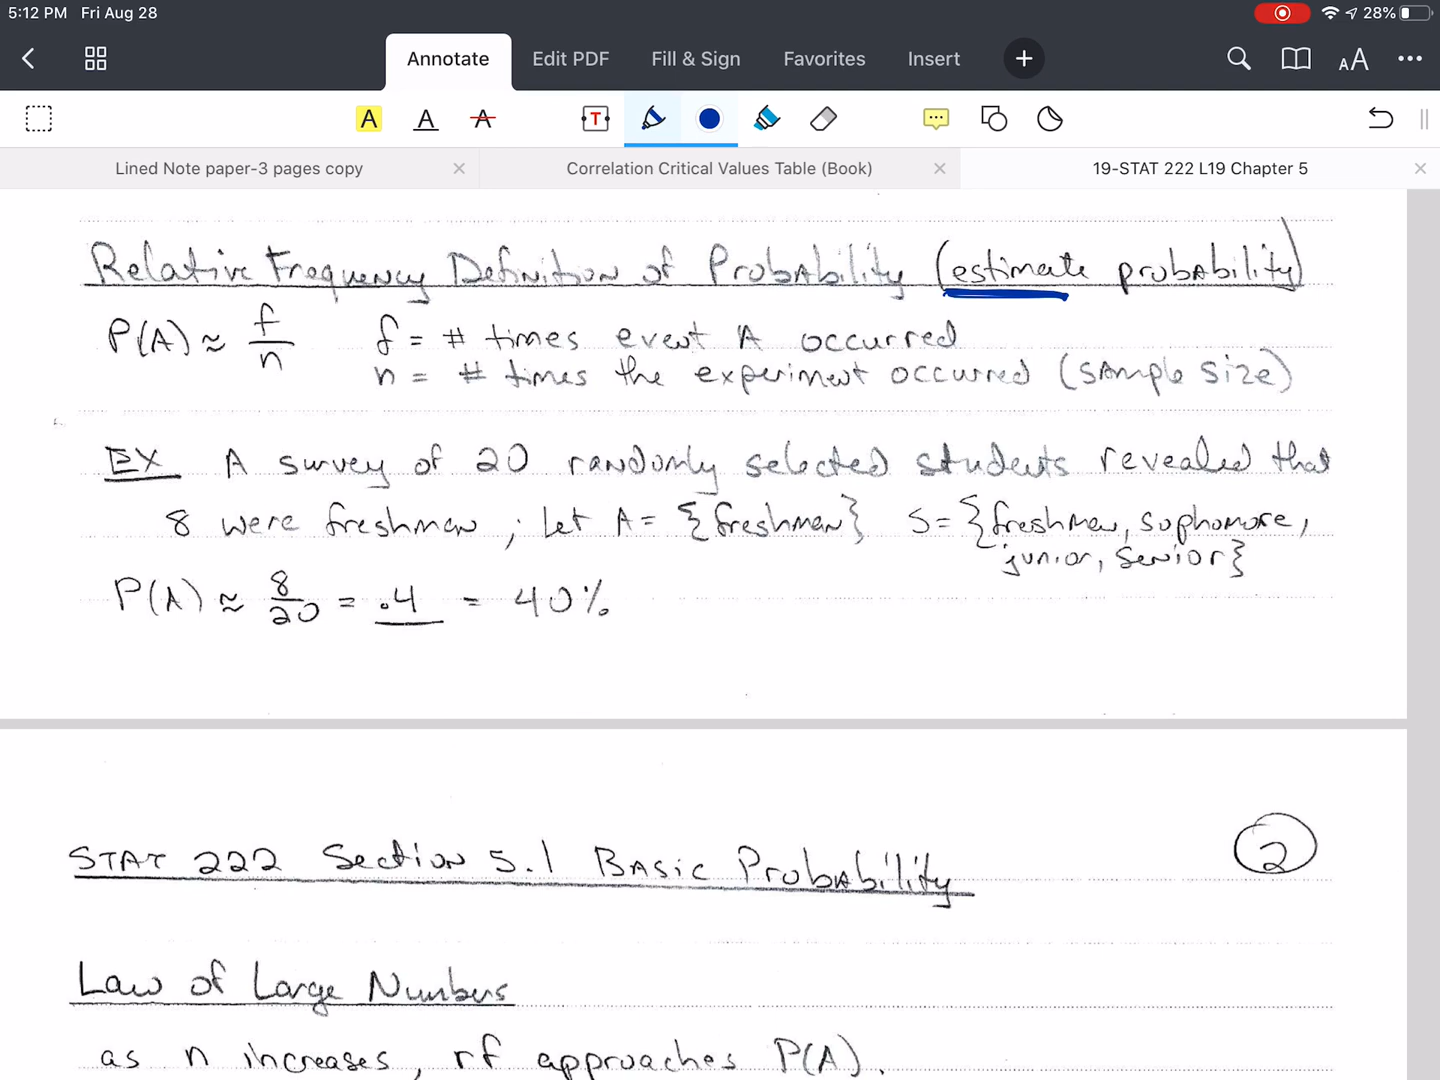 5:12 PM Fri Aug 28 28%
Annotate Edit PDF Fill & Sign Favorites Insert + AA
A A A T
Lined Note paper-3 pages copy × Correlation Critical Values Table (Book) × 19-STAT 222 L19 Chapter 5 ×
Relative Frequency Definition of Probability (estimate probability)
P(A) ≈ f/n f = # times event A occurred
n = # times the experiment occurred (sample size)
EX A survey of 20 randomly selected students revealed that
8 were freshmen ; Let A = {freshmen} S = {freshmen, sophomore,
junior, senior}
P(A) ≈ 8/20 = .4 = 40%
STAT 222 Section 5.1 Basic Probability 2
Law of Large Numbers
as n increases, rf approaches P(A).